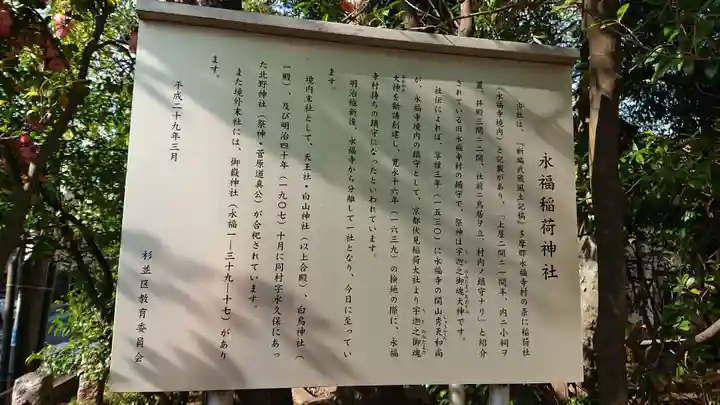 永福稲荷神社
当社は、『新編武蔵風土記稿』多摩郡永福寺村の条に稲荷社
(永福寺境内)と記載があり、「上屋二間ニ二間半、内ニ小祠ヲ
置、拝殿三間ニ二間、社前ニ鳥居ヲ立、村内ノ鎮守ナリ」と紹介
されている旧永福寺村の鎮守で、祭神は宇迦之御魂大神です。
社伝によれば、享禄三年(一五三〇)に永福寺の開山秀天和尚
が、永福寺境内の鎮守として、京都伏見稲荷大社より宇迦之御魂
大神を勧請創建し、寛永十六年(一六三九)の検地の際に、永福
寺村持ちの鎮守になったといわれています。
明治維新後、永福寺から分離して一社となり、今日に至ってい
ます。
境内末社として、天王社・白山神社(以上合殿)、白鳥神社(
一殿)、及び明治四十年(一九〇七)十月に同村字永久保にあっ
た北野神社(祭神・菅原道真公)が合祀されています。
また境外末社には、御嶽神社(永福一―三十九―十七)があり
ます。
平成二十九年三月
杉並区教育委員会